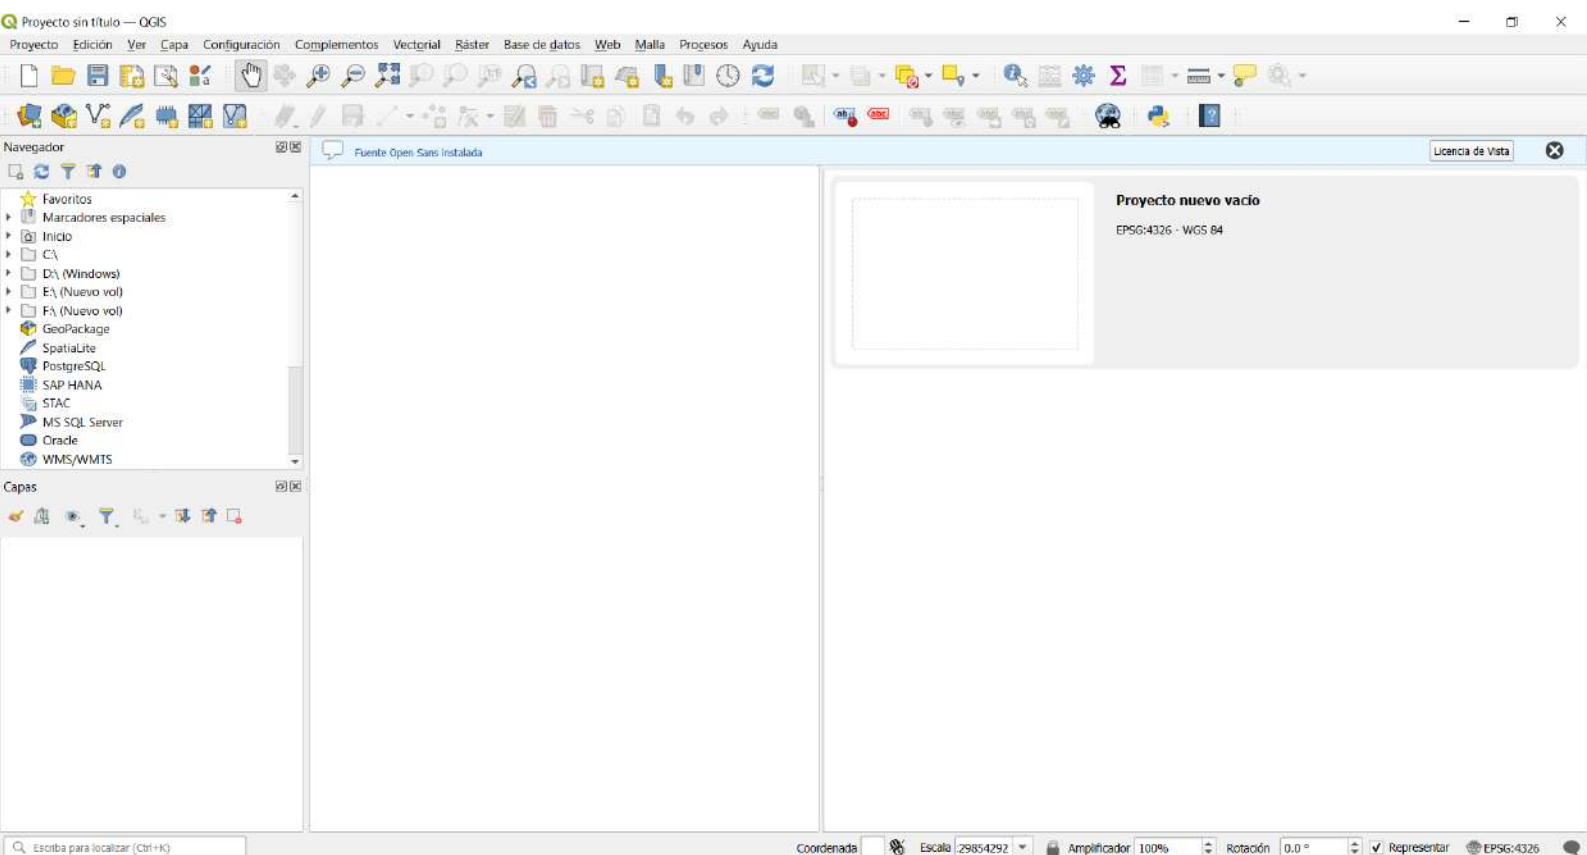 Proyecto sin título — QGIS
Proyecto Edición Ver Capa Configuración Complementos Vectorial Ráster Base de datos Web Malla Procesos Ayuda
Navegador
Fuente Open Sans instalada
Licencia de Vista
Favoritos
Marcadores espaciales
Inicio
C:\
D:\ (Windows)
E:\ (Nuevo vol)
F:\ (Nuevo vol)
GeoPackage
SpatiaLite
PostgreSQL
SAP HANA
STAC
MS SQL Server
Oracle
WMS/WMTS
Proyecto nuevo vacío
EPSG:4326 - WGS 84
Capas
Escriba para localizar (Ctrl+K)
Coordenada Escala :29854292 Amplificador 100% Rotación 0.0 ° Representar EPSG:4326